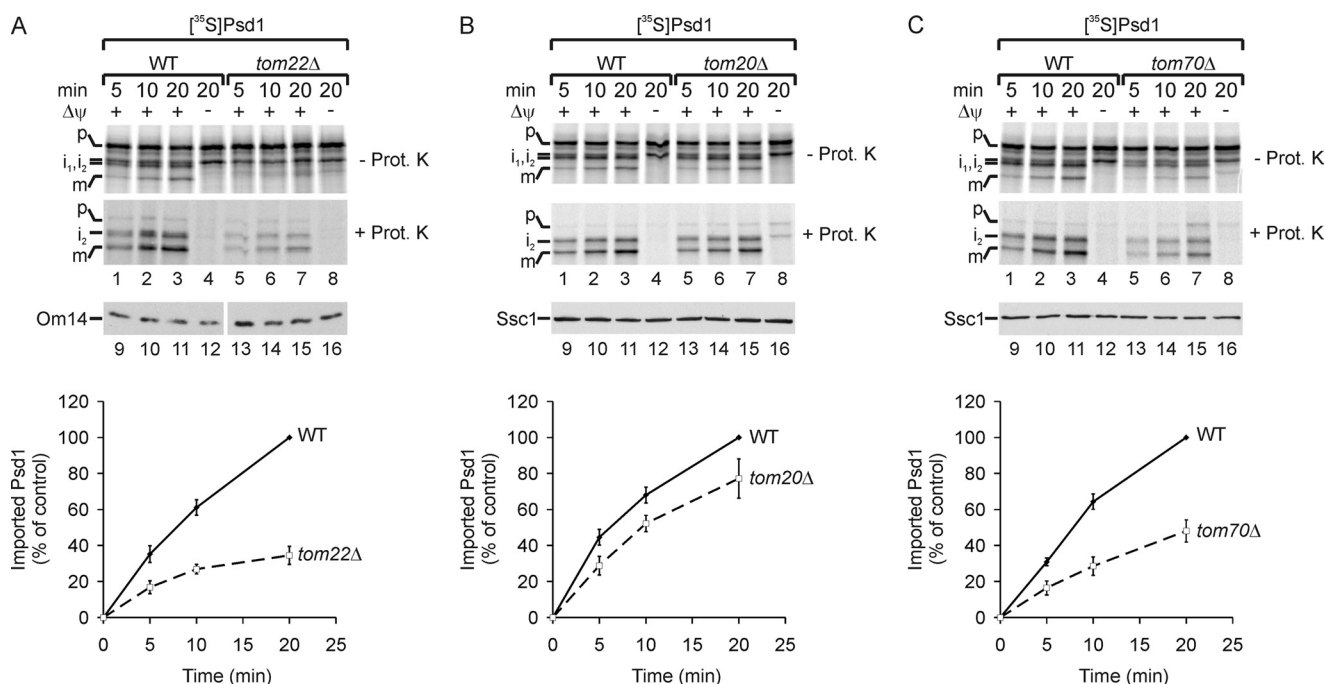 A
[³⁵S]Psd1
WT tom22Δ
min 5 10 20 20 5 10 20 20
Δψ + + + - + + + -
p
i₁, i₂
m
- Prot. K
p
i₂
m
+ Prot. K
1 2 3 4 5 6 7 8
Om14
9 10 11 12 13 14 15 16
120
100
80
60
40
20
0
Imported Psd1
(% of control)
WT
tom22Δ
0 5 10 15 20 25
Time (min)
B
[³⁵S]Psd1
WT tom20Δ
5 10 20 20 5 10 20 20
+ + + - + + + -
p
i₁, i₂
m
- Prot. K
p
i₂
m
+ Prot. K
1 2 3 4 5 6 7 8
Ssc1
9 10 11 12 13 14 15 16
120
100
80
60
40
20
0
Imported Psd1
(% of control)
WT
tom20Δ
0 5 10 15 20 25
Time (min)
C
[³⁵S]Psd1
WT tom70Δ
min 5 10 20 20 5 10 20 20
Δψ + + + - + + + -
p
i₁, i₂
m
- Prot. K
p
i₂
m
+ Prot. K
1 2 3 4 5 6 7 8
Ssc1
9 10 11 12 13 14 15 16
120
100
80
60
40
20
0
Imported Psd1
(% of control)
WT
tom70Δ
0 5 10 15 20 25
Time (min)